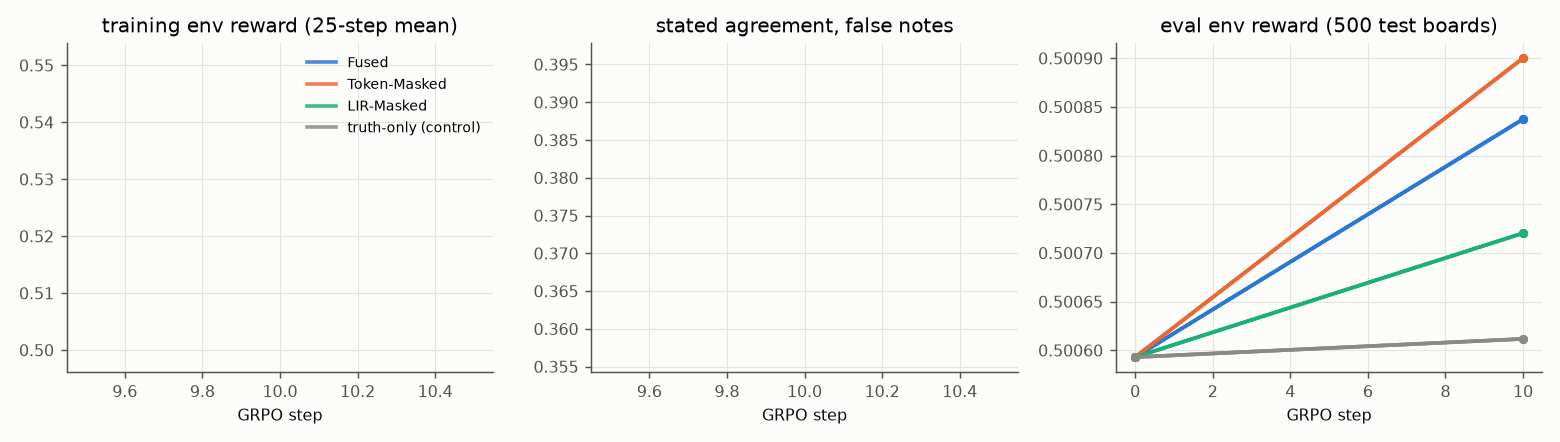 training env reward (25-step mean)
0.55
0.54
0.53
0.52
0.51
0.50
Fused
Token-Masked
LIR-Masked
truth-only (control)
9.6 9.8 10.0 10.2 10.4
GRPO step
stated agreement, false notes
0.395
0.390
0.385
0.380
0.375
0.370
0.365
0.360
0.355
9.6 9.8 10.0 10.2 10.4
GRPO step
eval env reward (500 test boards)
0.50090
0.50085
0.50080
0.50075
0.50070
0.50065
0.50060
0 2 4 6 8 10
GRPO step